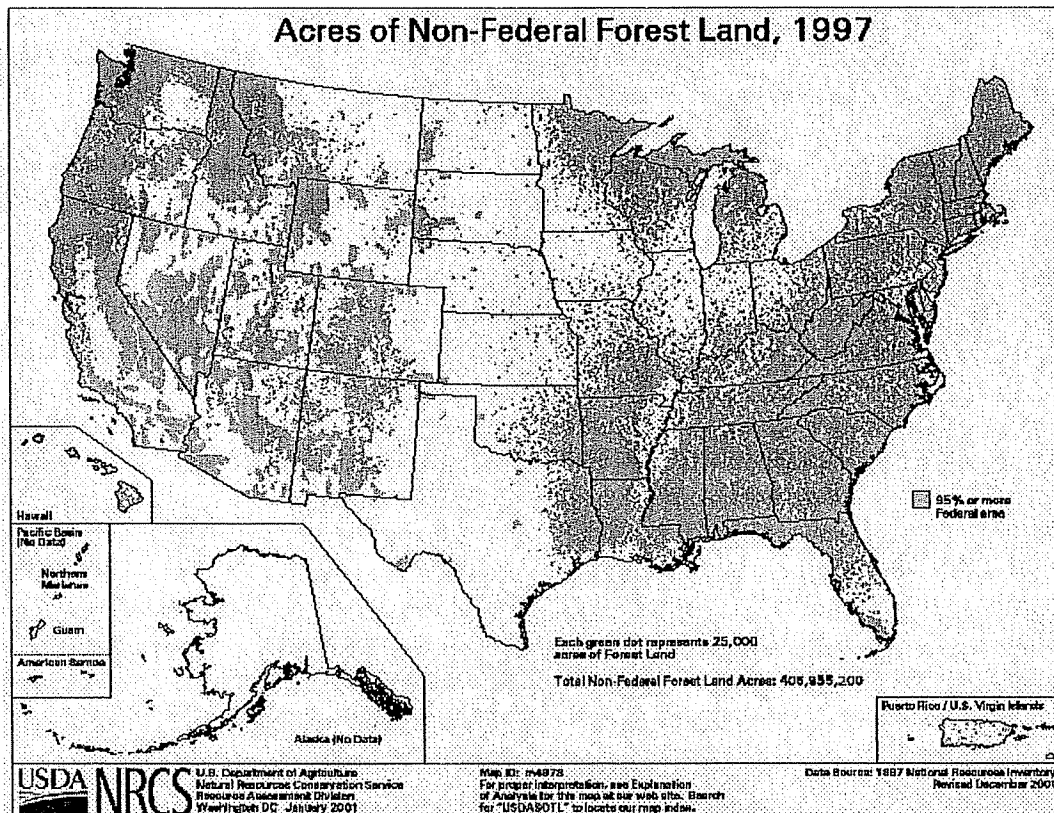 Acres of Non-Federal Forest Land, 1997
95% or more
Federal area
Hawaii
Pacific Basin
(No Data)
Northern
Marianas
Guam
American Samoa
Alaska (No Data)
Each green dot represents 25,000
acres of Forest Land
Total Non-Federal Forest Land Acres:
Puerto Rico / U.S. Virgin Islands
USDA NRCS
U.S. Department of Agriculture
Natural Resources Conservation Service
Resource Assessment Division
Washington DC January 2001
Map ID: m4978
For proper interpretation, see Explanation
of Analysis for this map at our web site. Search
for "USDASOTL" to locate our map index.
Data Source: 1997 National Resources Inventory
Revised December 2000